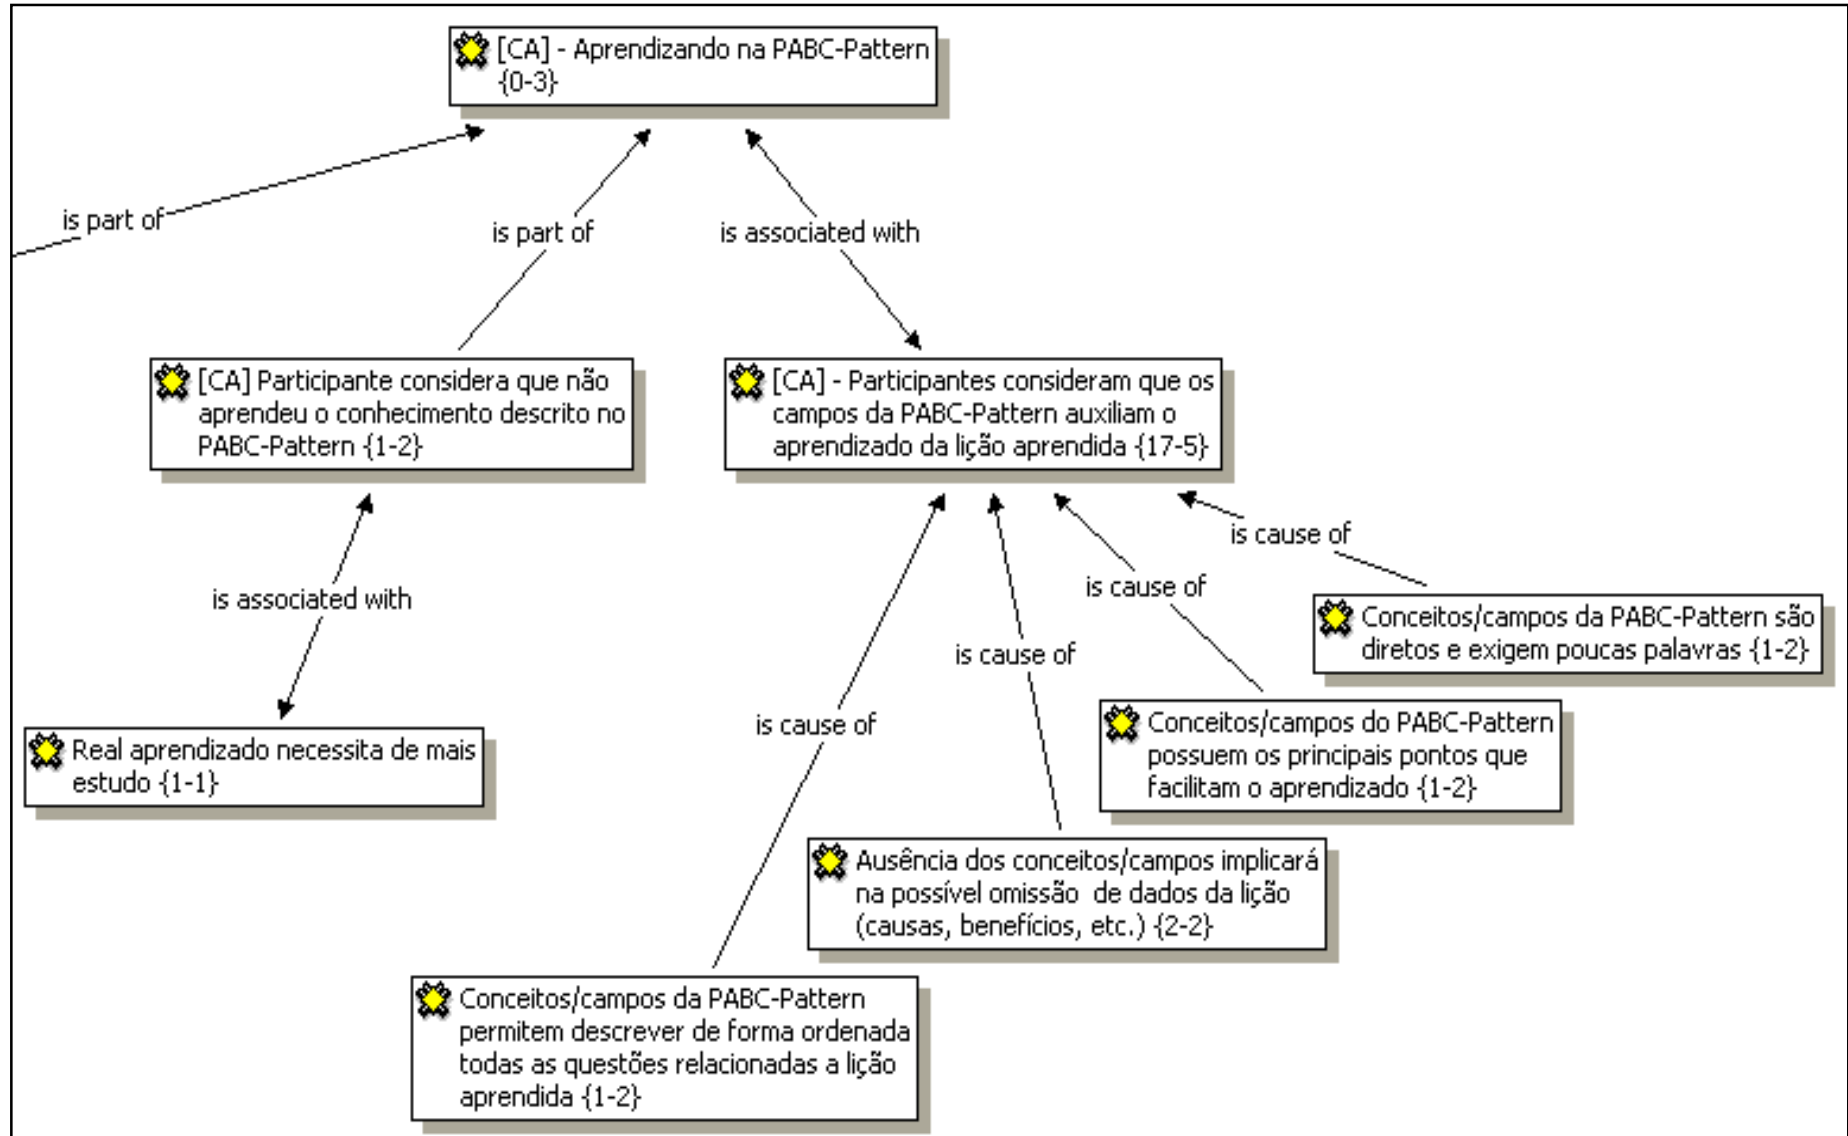 [CA] - Aprendizando na PABC-Pattern
{0-3}
is part of
is part of
is associated with
[CA] Participante considera que não
aprendeu o conhecimento descrito no
PABC-Pattern {1-2}
[CA] - Participantes consideram que os
campos da PABC-Pattern auxiliam o
aprendizado da lição aprendida {17-5}
is associated with
is cause of
is cause of
is cause of
is cause of
Conceitos/campos da PABC-Pattern são
diretos e exigem poucas palavras {1-2}
Conceitos/campos do PABC-Pattern
possuem os principais pontos que
facilitam o aprendizado {1-2}
Real aprendizado necessita de mais
estudo {1-1}
Ausência dos conceitos/campos implicará
na possível omissão  de dados da lição
(causas, benefícios, etc.) {2-2}
Conceitos/campos da PABC-Pattern
permitem descrever de forma ordenada
todas as questões relacionadas a lição
aprendida {1-2}